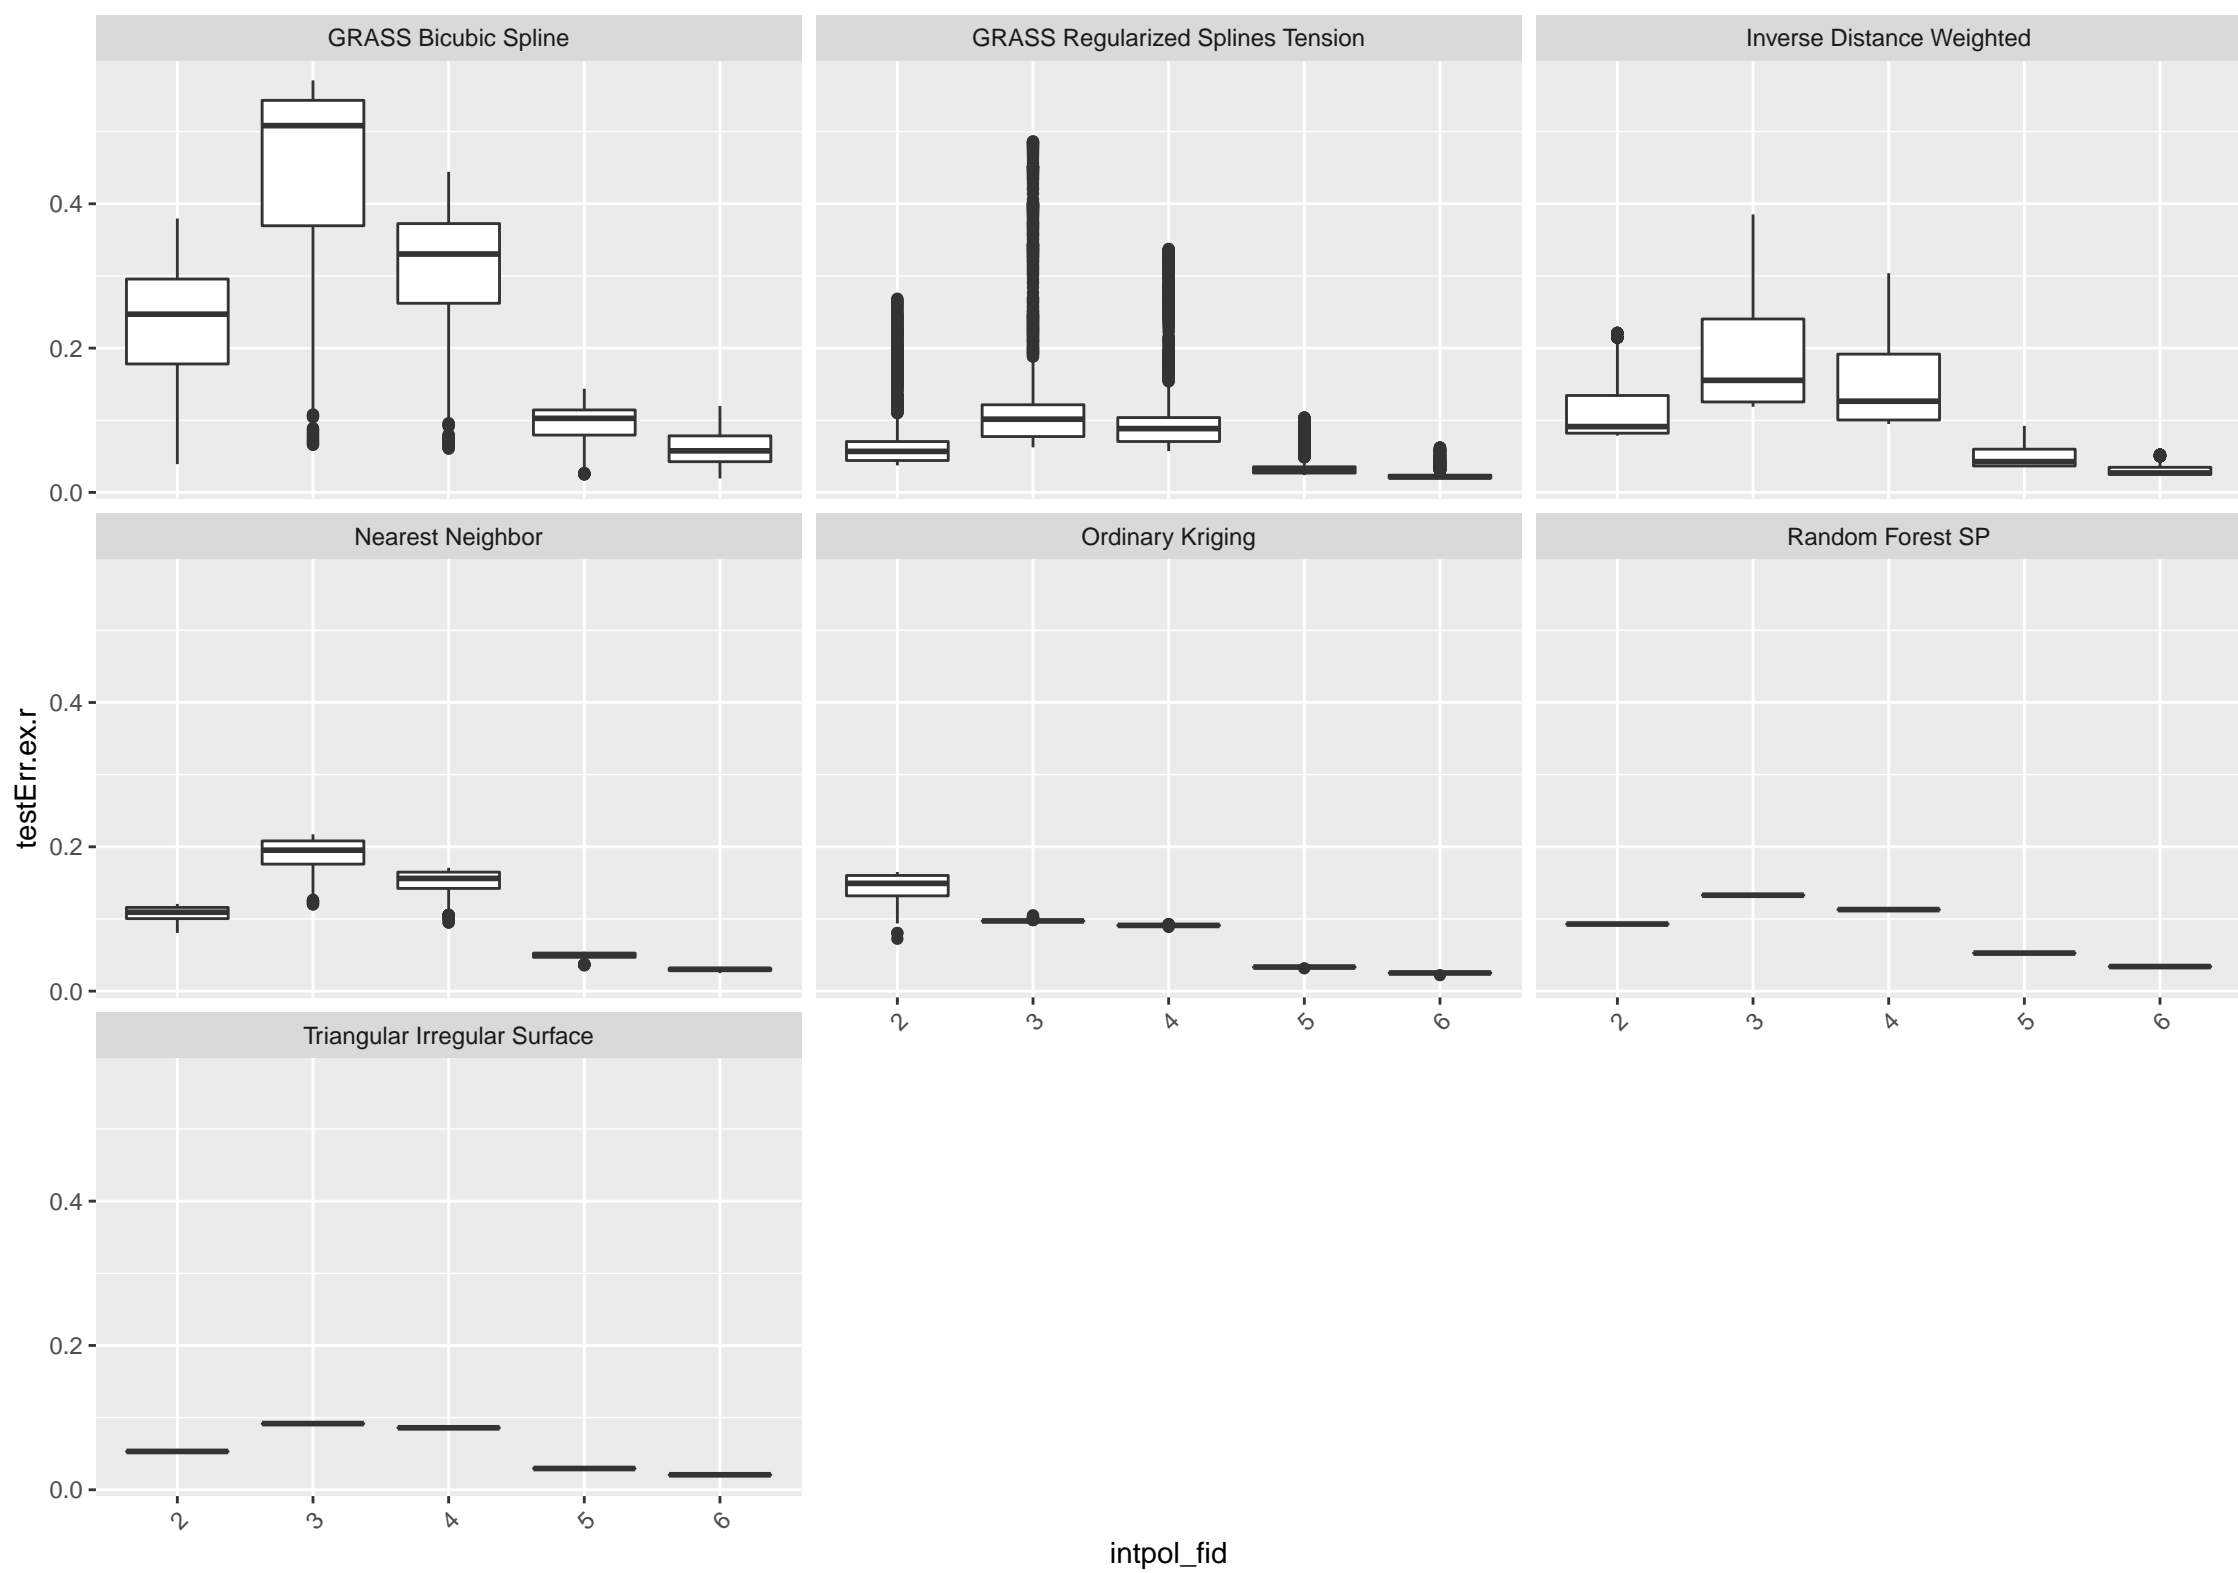 GRASS Bicubic Spline
GRASS Regularized Splines Tension
Inverse Distance Weighted
0.4
0.2
0.0
Nearest Neighbor
Ordinary Kriging
Random Forest SP
0.4
0.2
0.0
2 3 4 5 6
2 3 4 5 6
Triangular Irregular Surface
0.4
0.2
0.0
2 3 4 5 6
testErr.ex.r
intpol_fid